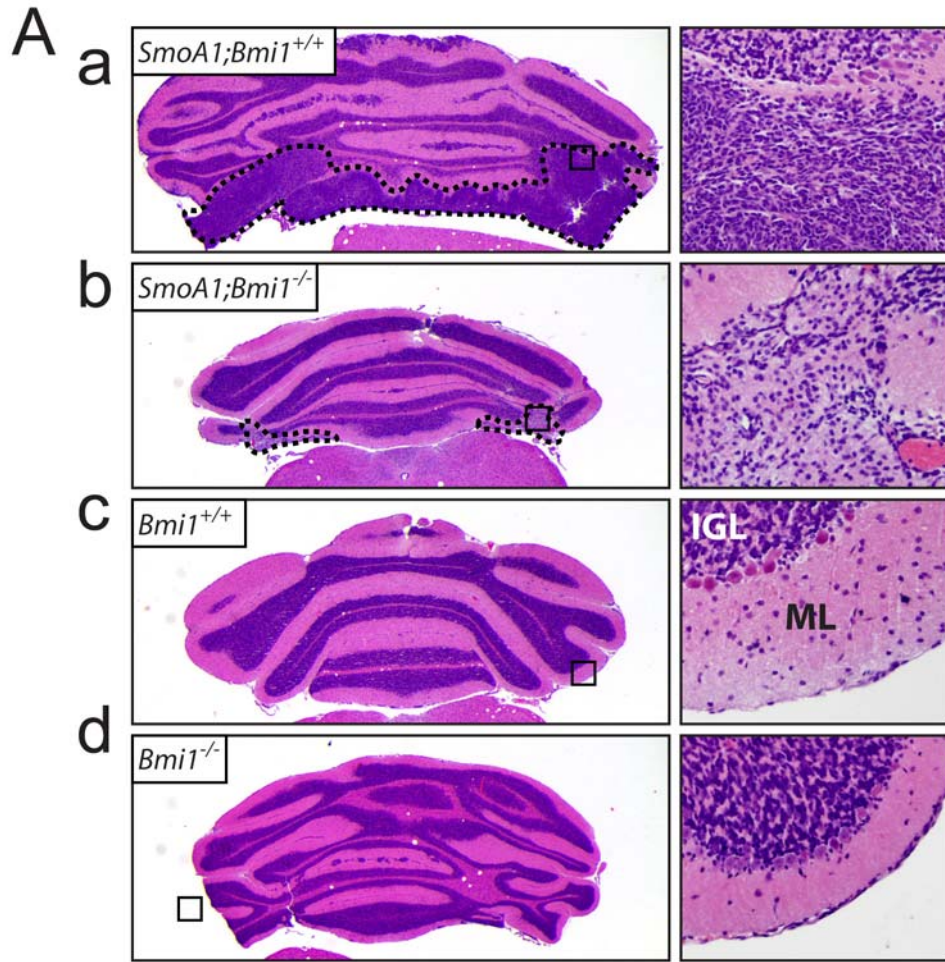 A
a
SmoA1;Bmi1+/+
b
SmoA1;Bmi1-/-
c
Bmi1+/+
IGL
ML
d
Bmi1-/-